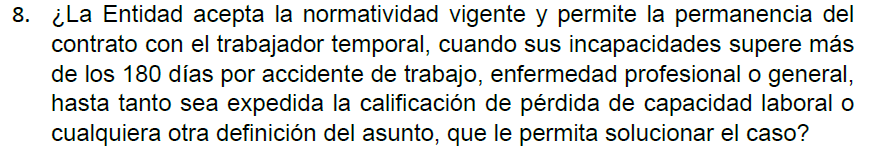 8. ¿La Entidad acepta la normatividad vigente y permite la permanencia del
contrato con el trabajador temporal, cuando sus incapacidades supere más
de los 180 días por accidente de trabajo, enfermedad profesional o general,
hasta tanto sea expedida la calificación de pérdida de capacidad laboral o
cualquiera otra definición del asunto, que le permita solucionar el caso?